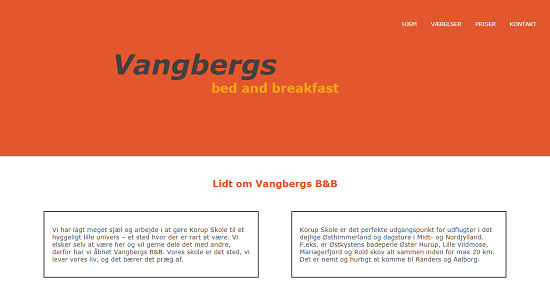 HJEM VÆRELSER PRISER KONTAKT
Vangbergs
bed and breakfast
Lidt om Vangbergs B&B
Vi har lagt meget sjæl og arbejde i at gøre Korup Skole til et
hyggeligt lille univers – et sted hvor der er rart at være. Vi
elsker selv at være her og vil gerne dele det med andre,
derfor har vi åbnet Vangbergs B&B. Vores skole er det sted, vi
lever vores liv, og det bærer det præg af.
Korup Skole er det perfekte udgangspunkt for udflugter i det
dejlige Østhimmerland og dagsture i Midt- og Nordjylland.
F.eks. er Østkystens badeperle Øster Hurup, Lille Vildmose,
Mariagerfjord og Rold skov alt sammen inden for max 20 km.
Det er nemt og hurtigt at komme til Randers og Aalborg.